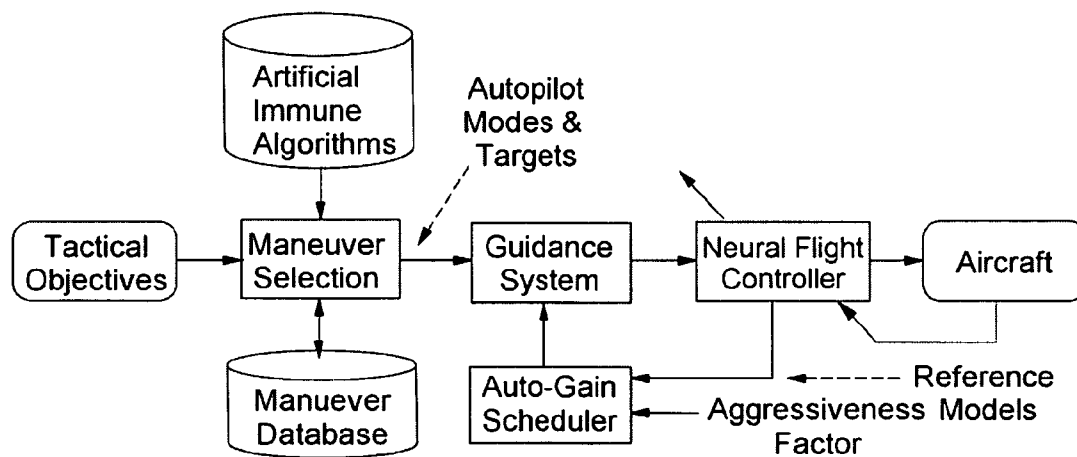 Artificial
Immune
Algorithms
Autopilot
Modes &
Targets
Tactical
Objectives
Maneuver
Selection
Guidance
System
Neural Flight
Controller
Aircraft
Manuever
Database
Auto-Gain
Scheduler
Reference
Aggressiveness Models
Factor